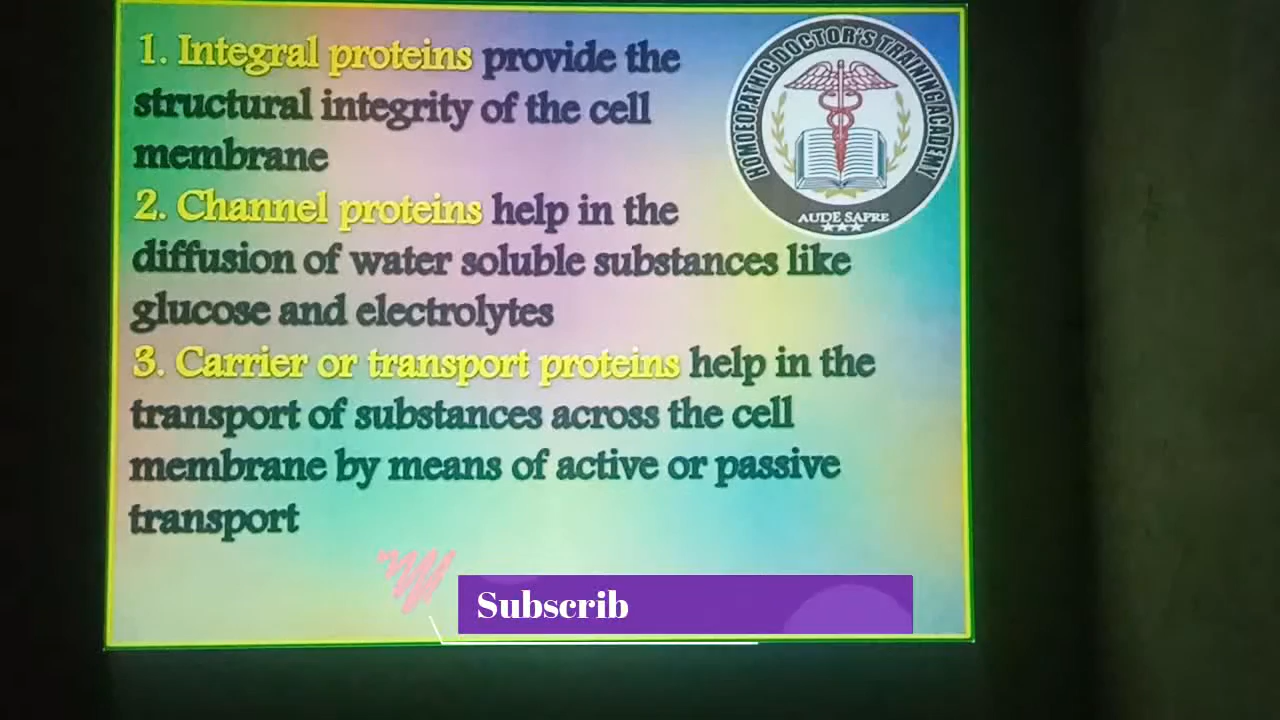 1. Integral proteins provide the
structural integrity of the cell
membrane
2. Channel proteins help in the
diffusion of water soluble substances like
glucose and electrolytes
3. Carrier or transport proteins help in the
transport of substances across the cell
membrane by means of active or passive
transport
HOMOEOPATHIC DOCTOR'S TRAINING ACADEMY
AUDE SAPRE
Subscrib